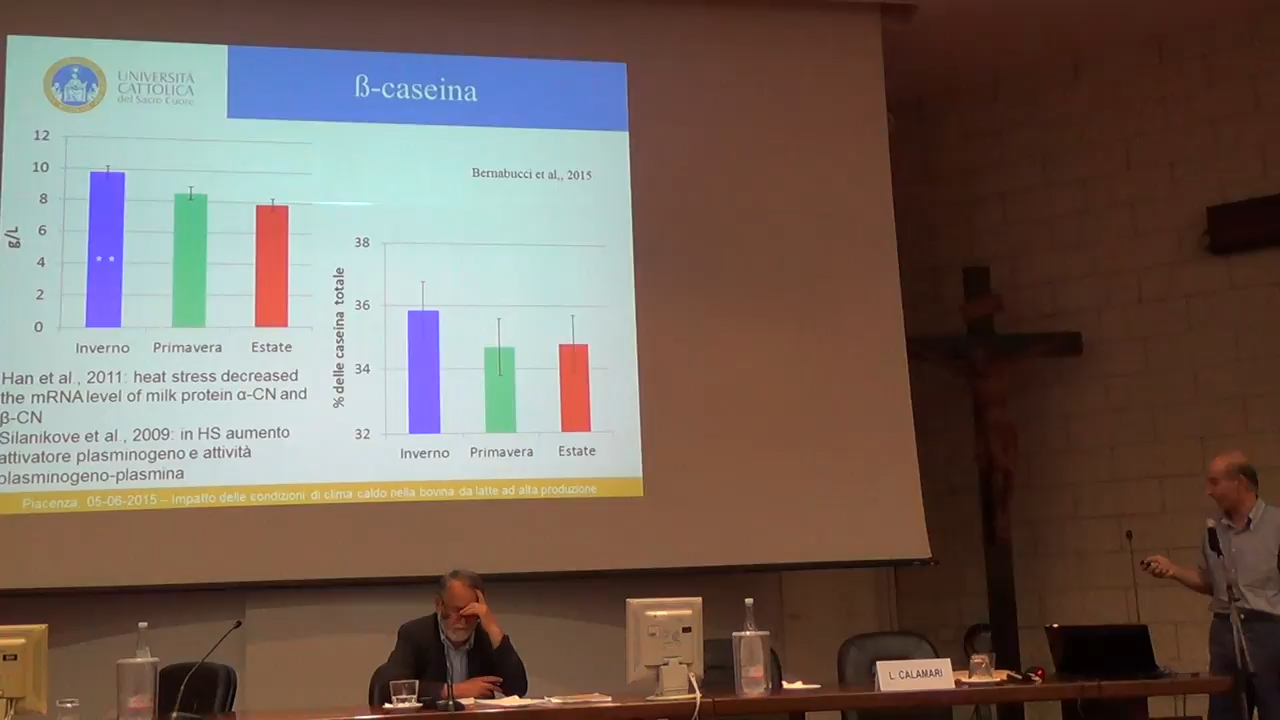 UNIVERSITÀ
CATTOLICA
del Sacro Cuore
ß-caseina
Bernabucci et al,, 2015
g/L
12
10
8
6
4
2
0
* *
Inverno Primavera Estate
% delle caseina totale
38
36
34
32
Inverno Primavera Estate
Han et al., 2011: heat stress decreased
the mRNA level of milk protein α-CN and
β-CN
Silanikove et al., 2009: in HS aumento
attivatore plasminogeno e attività
plasminogeno-plasmina
Piacenza, 05-06-2015 – Impatto delle condizioni di clima caldo nella bovina da latte ad alta produzione
L. CALAMARI